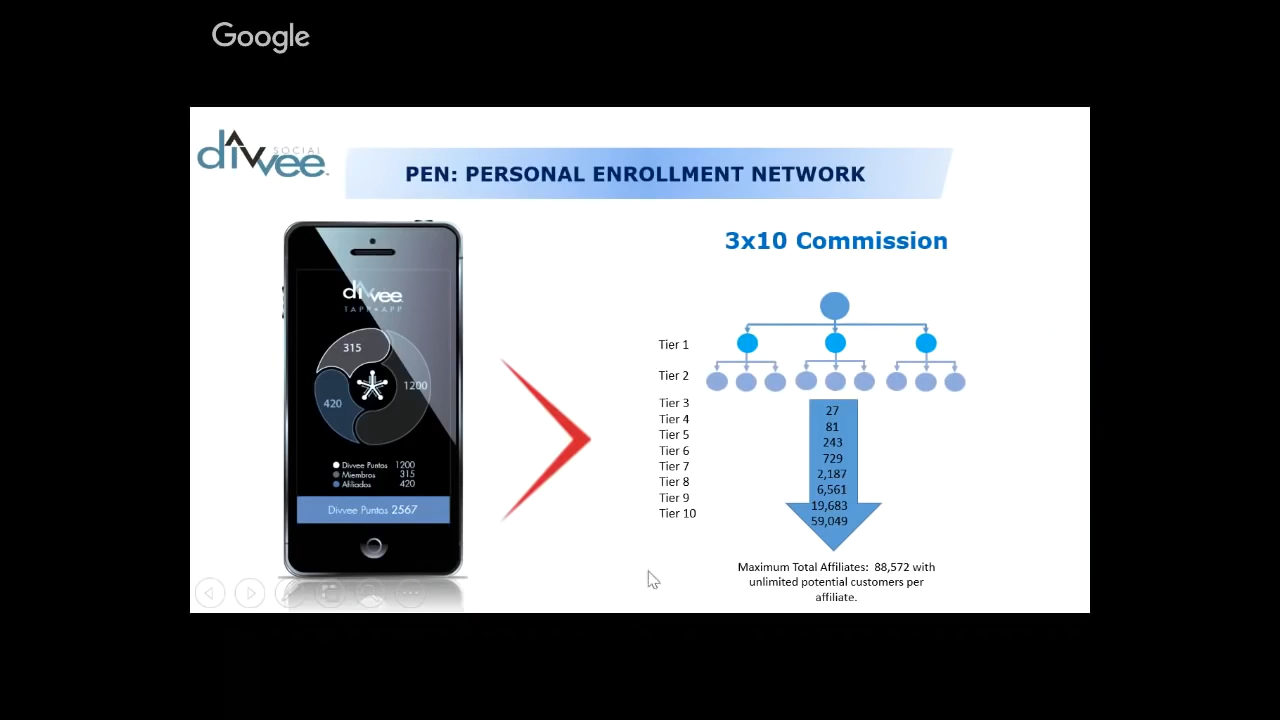 Google
divvee
SOCIAL
PEN: PERSONAL ENROLLMENT NETWORK
3x10 Commission
divvee
TAPP•APP
315
1200
420
Divvee Puntos 1200
Miembros 315
Afiliados 420
Divvee Puntos 2567
Tier 1
Tier 2
Tier 3 27
Tier 4 81
Tier 5 243
Tier 6 729
Tier 7 2,187
Tier 8 6,561
Tier 9 19,683
Tier 10 59,049
Maximum Total Affiliates: 88,572 with
unlimited potential customers per
affiliate.